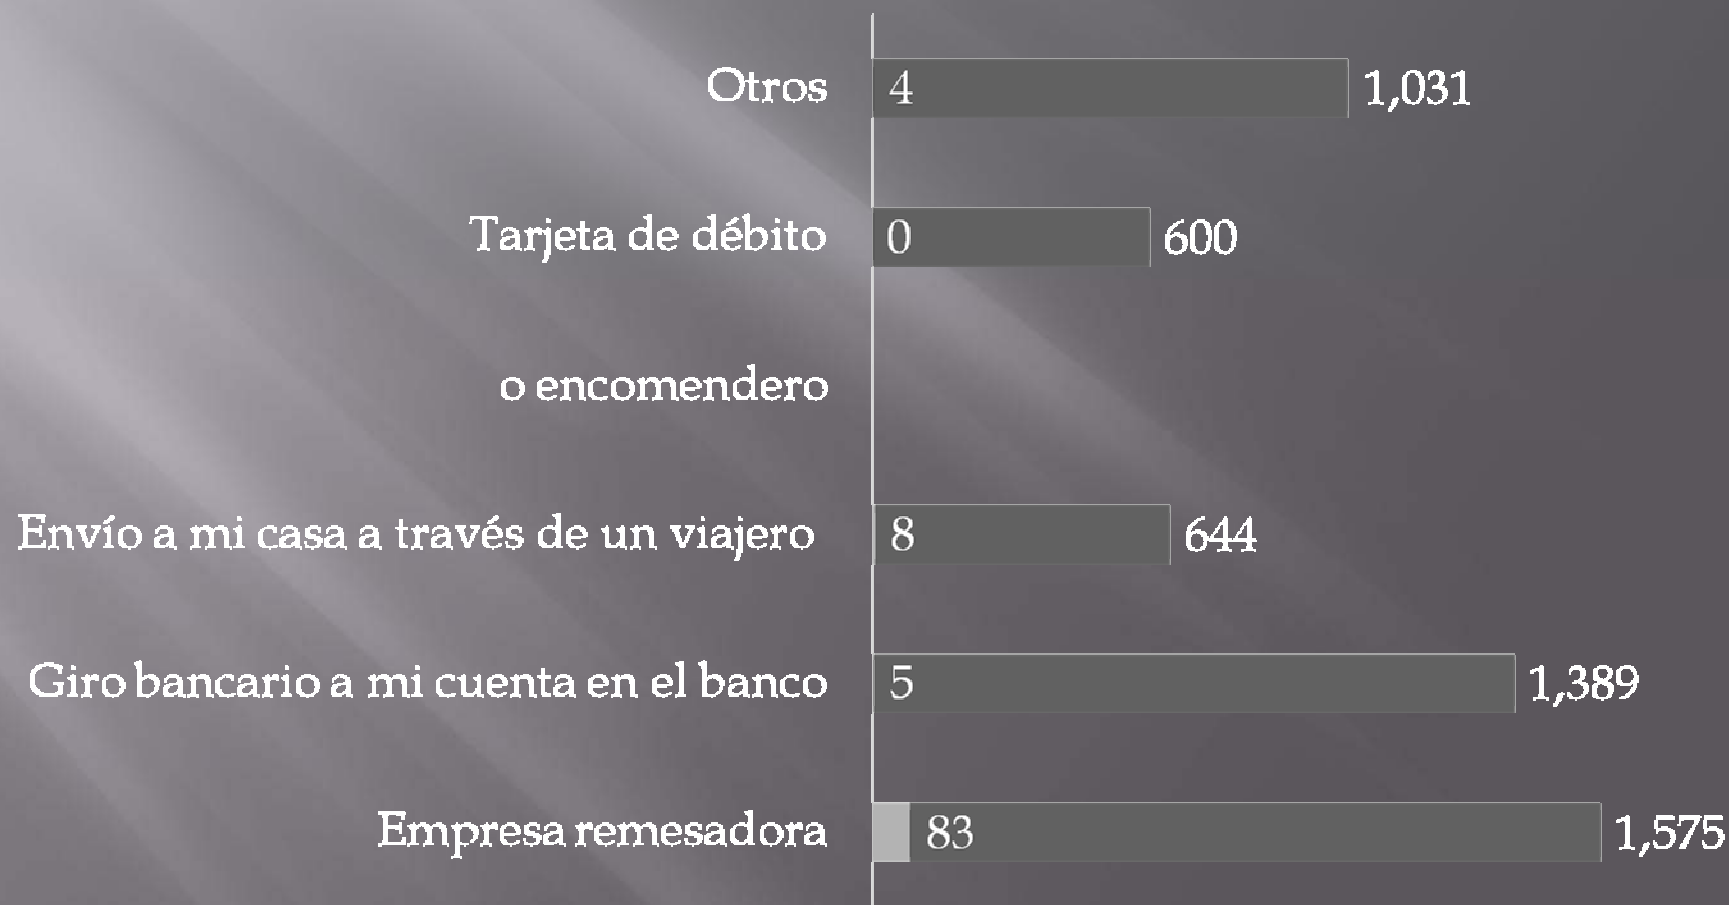 Otros 4 1,031
Tarjeta de débito 0 600
o encomendero
Envío a mi casa a través de un viajero 8 644
Giro bancario a mi cuenta en el banco 5 1,389
Empresa remesadora 83 1,575